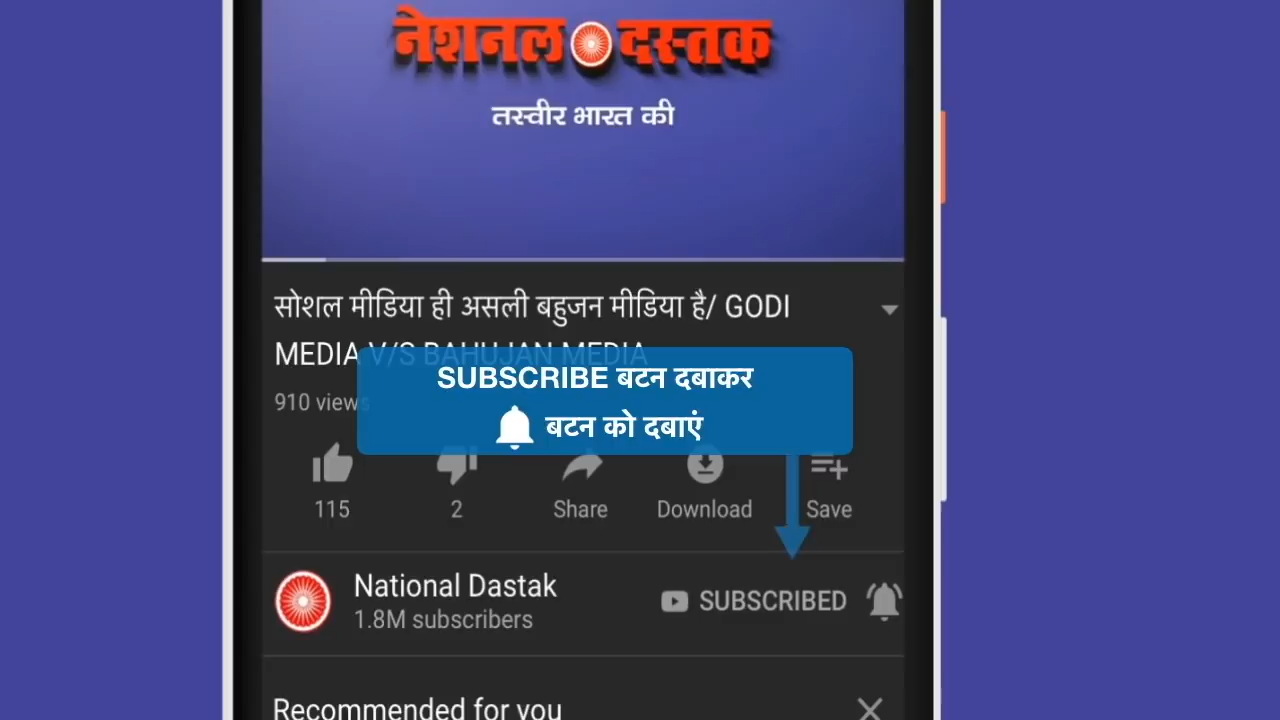 नेशनल दस्तक
तस्वीर भारत की
सोशल मीडिया ही असली बहुजन मीडिया है/ GODI
MEDIA V/S BAHUJAN MEDIA
910 views
SUBSCRIBE बटन दबाकर
बटन को दबाएं
115
2
Share
Download
Save
National Dastak
1.8M subscribers
SUBSCRIBED
Recommended for you